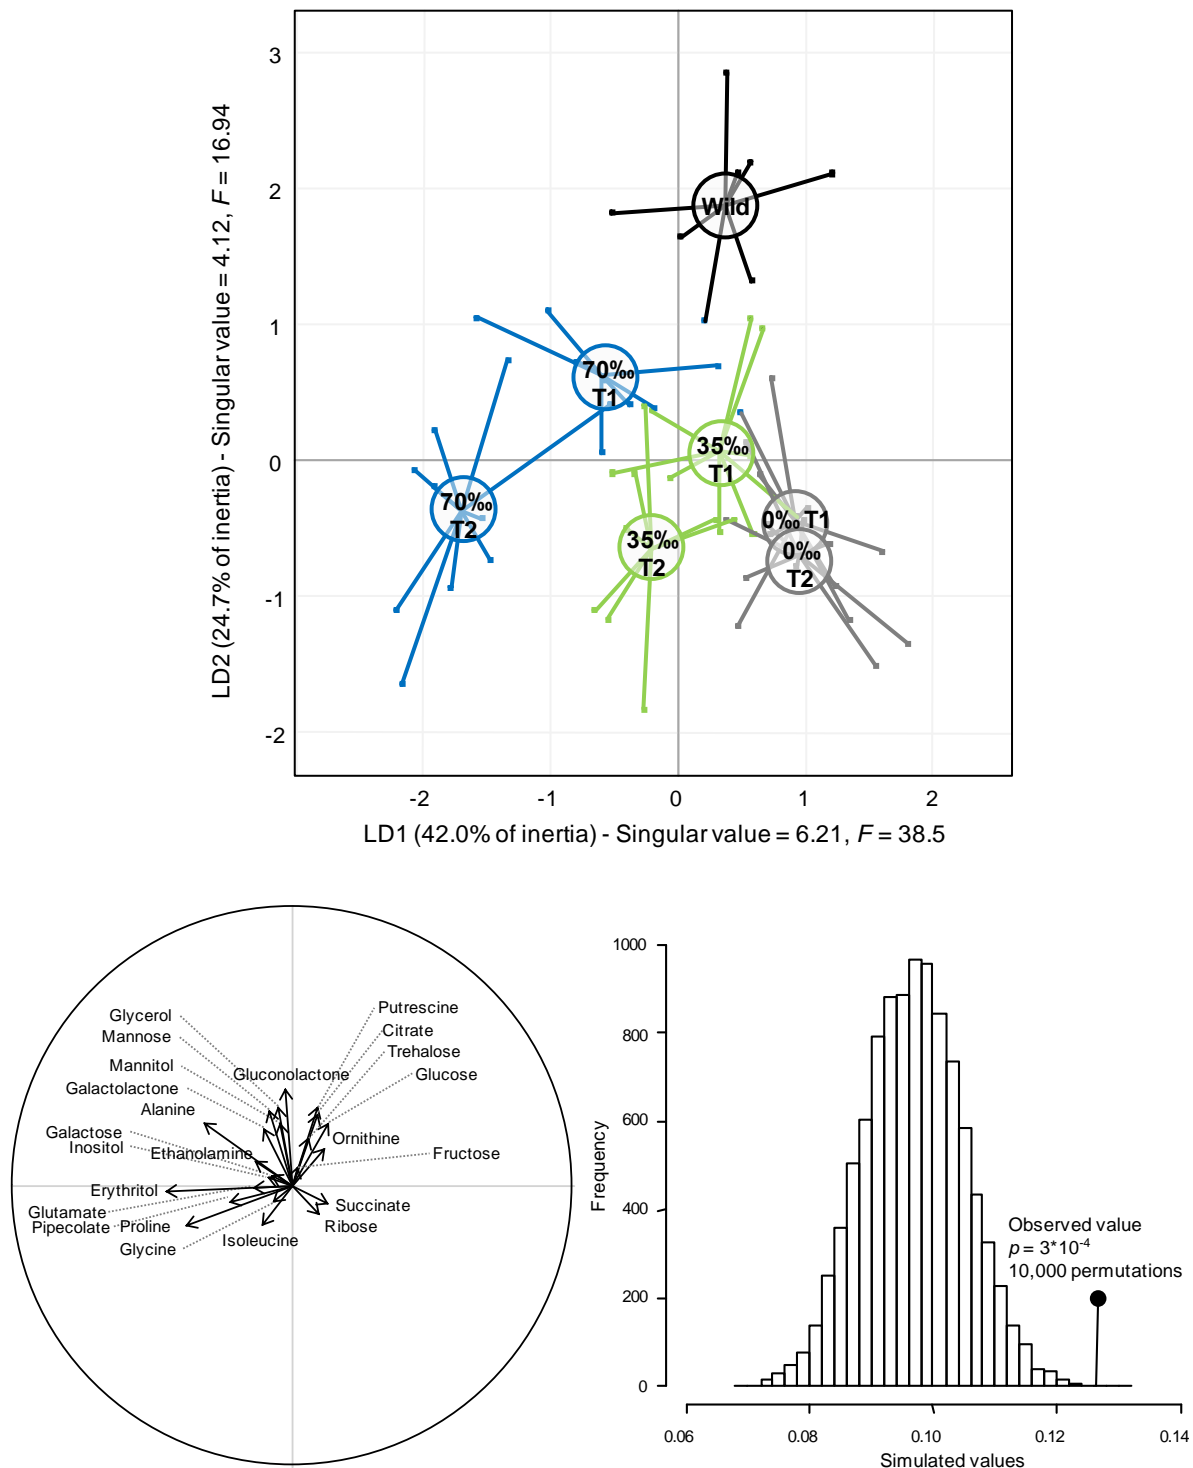 3
2
1
0
-1
-2
LD2 (24.7% of inertia) - Singular value = 4.12, F = 16.94
Wild
70‰
T1
35‰
T1
70‰
T2
0‰ T1
35‰
T2
0‰
T2
-2
-1
0
1
2
LD1 (42.0% of inertia) - Singular value = 6.21, F = 38.5
Glycerol
Mannose
Mannitol
Galactolactone
Alanine
Galactose
Inositol
Ethanolamine
Erythritol
Glutamate
Pipecolate
Proline
Glycine
Isoleucine
Gluconolactone
Putrescine
Citrate
Trehalose
Glucose
Ornithine
Fructose
Succinate
Ribose
1000
800
600
400
200
0
Frequency
Observed value
p = 3*10-4
10,000 permutations
0.06
0.08
0.10
0.12
0.14
Simulated values